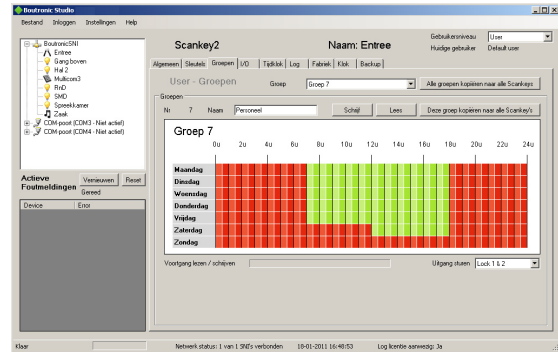 Boutronic Studio
Bestand Inloggen Instellingen Help
BoutronicSNI
Entree
Gang boven
Hal 2
Multicom3
RnD
SMD
Spreekkamer
Zaak
COM-poort (COM3 - Niet actief)
COM-poort (COM4 - Niet actief)
Actieve Foutmeldingen
Vernieuwen Reset
Gereed
Device Error
Scankey2 Naam: Entree
Gebruikersniveau User
Huidige gebruiker Default user
Algemeen Sleutels Groepen I/O Tijdklok Log Fabriek Klok Backup
User - Groepen Groep Groep 7 Alle groepen kopiëren naar alle Scankeys
Groepen
Nr 7 Naam Personeel Schrijf Lees Deze groep kopiëren naar alle Scankey's
Groep 7
0u 2u 4u 6u 8u 10u 12u 14u 16u 18u 20u 22u 24u
Maandag
Dinsdag
Woensdag
Donderdag
Vrijdag
Zaterdag
Zondag
Voortgang lezen / schrijven Uitgang sturen Lock 1 & 2
Klaar Netwerk status: 1 van 1 SNI's verbonden 18-01-2011 16:48:53 Log licentie aanwezig: Ja